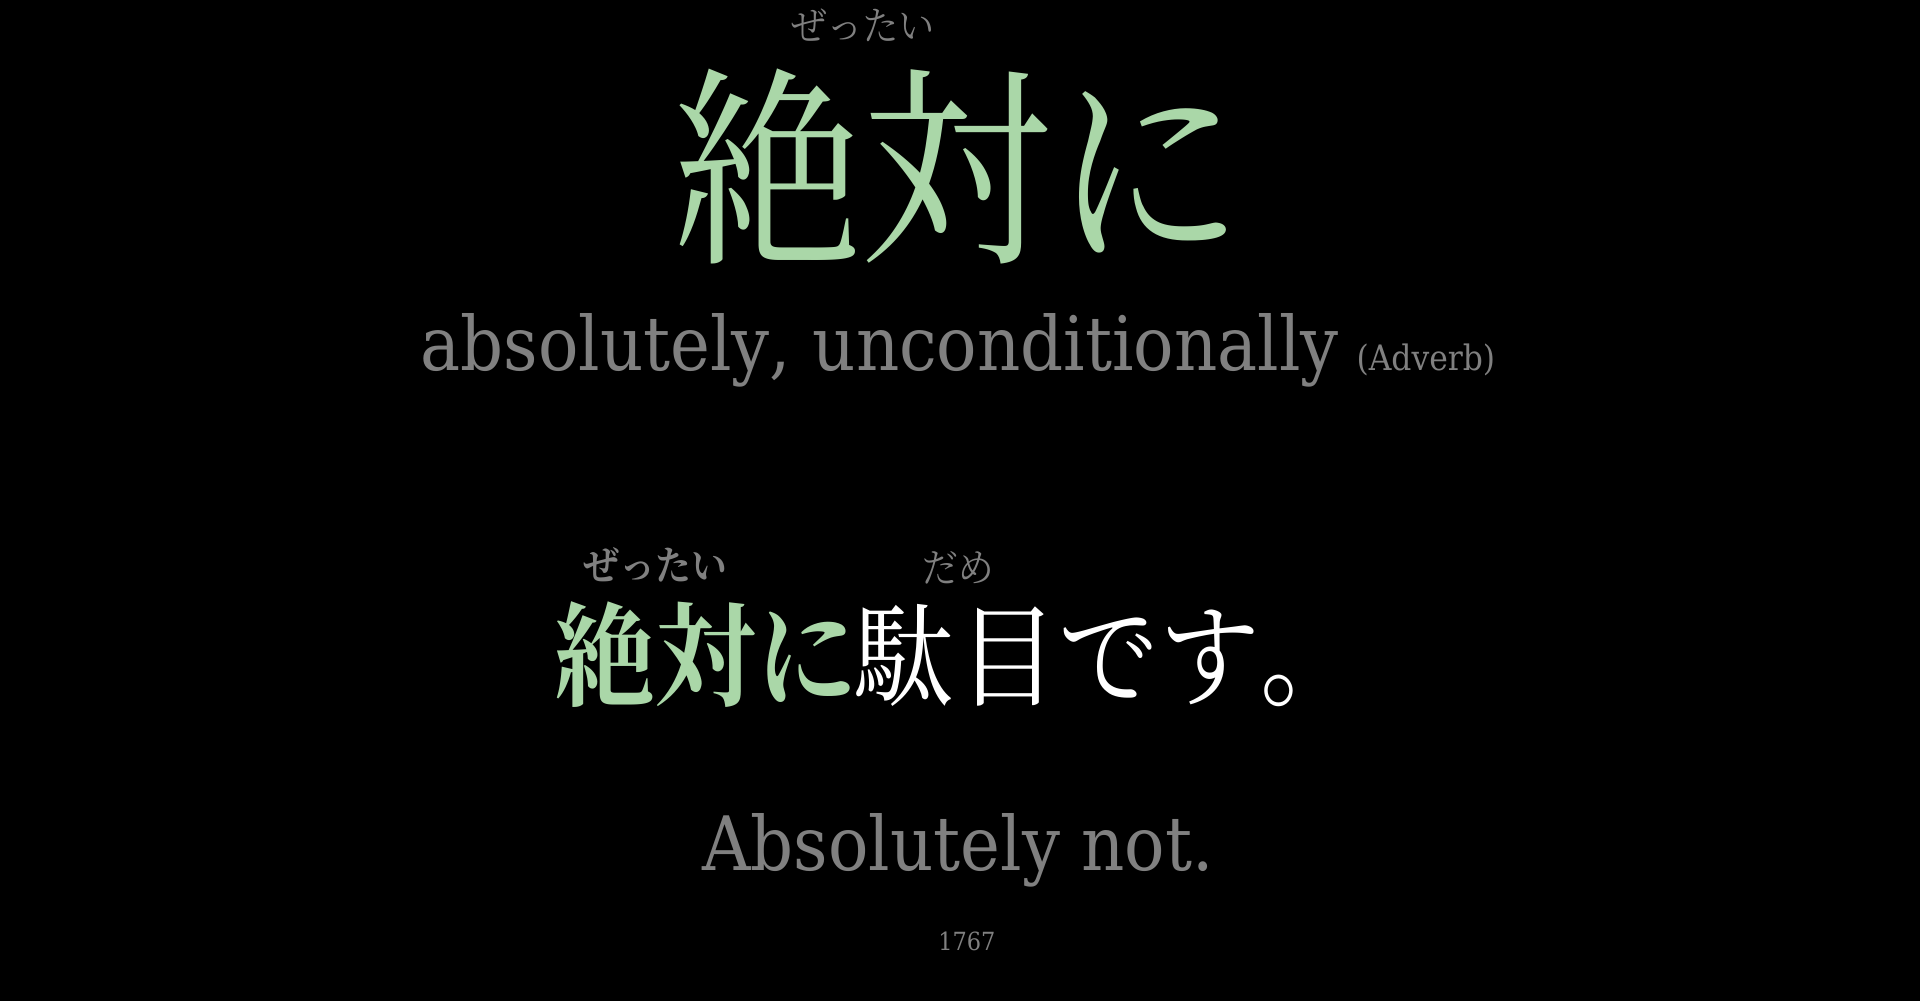 ぜったい
絶対に
absolutely, unconditionally (Adverb)
ぜったい だめ
絶対に駄目です。
Absolutely not.
1767